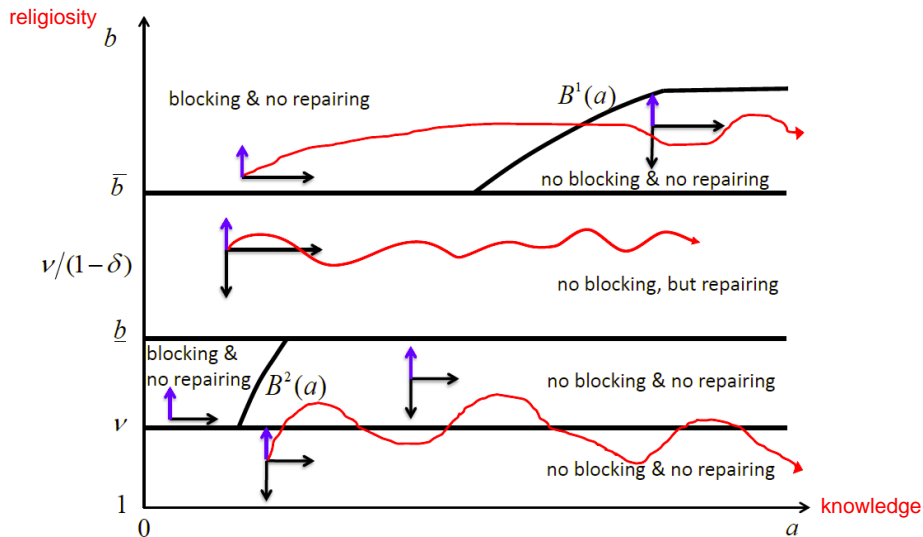 religiosity
b
blocking & no repairing
B¹(a)
b̅
no blocking & no repairing
ν/(1−δ)
no blocking, but repairing
b̲
blocking &
no repairing
B²(a)
no blocking & no repairing
ν
no blocking & no repairing
1
knowledge
0
a